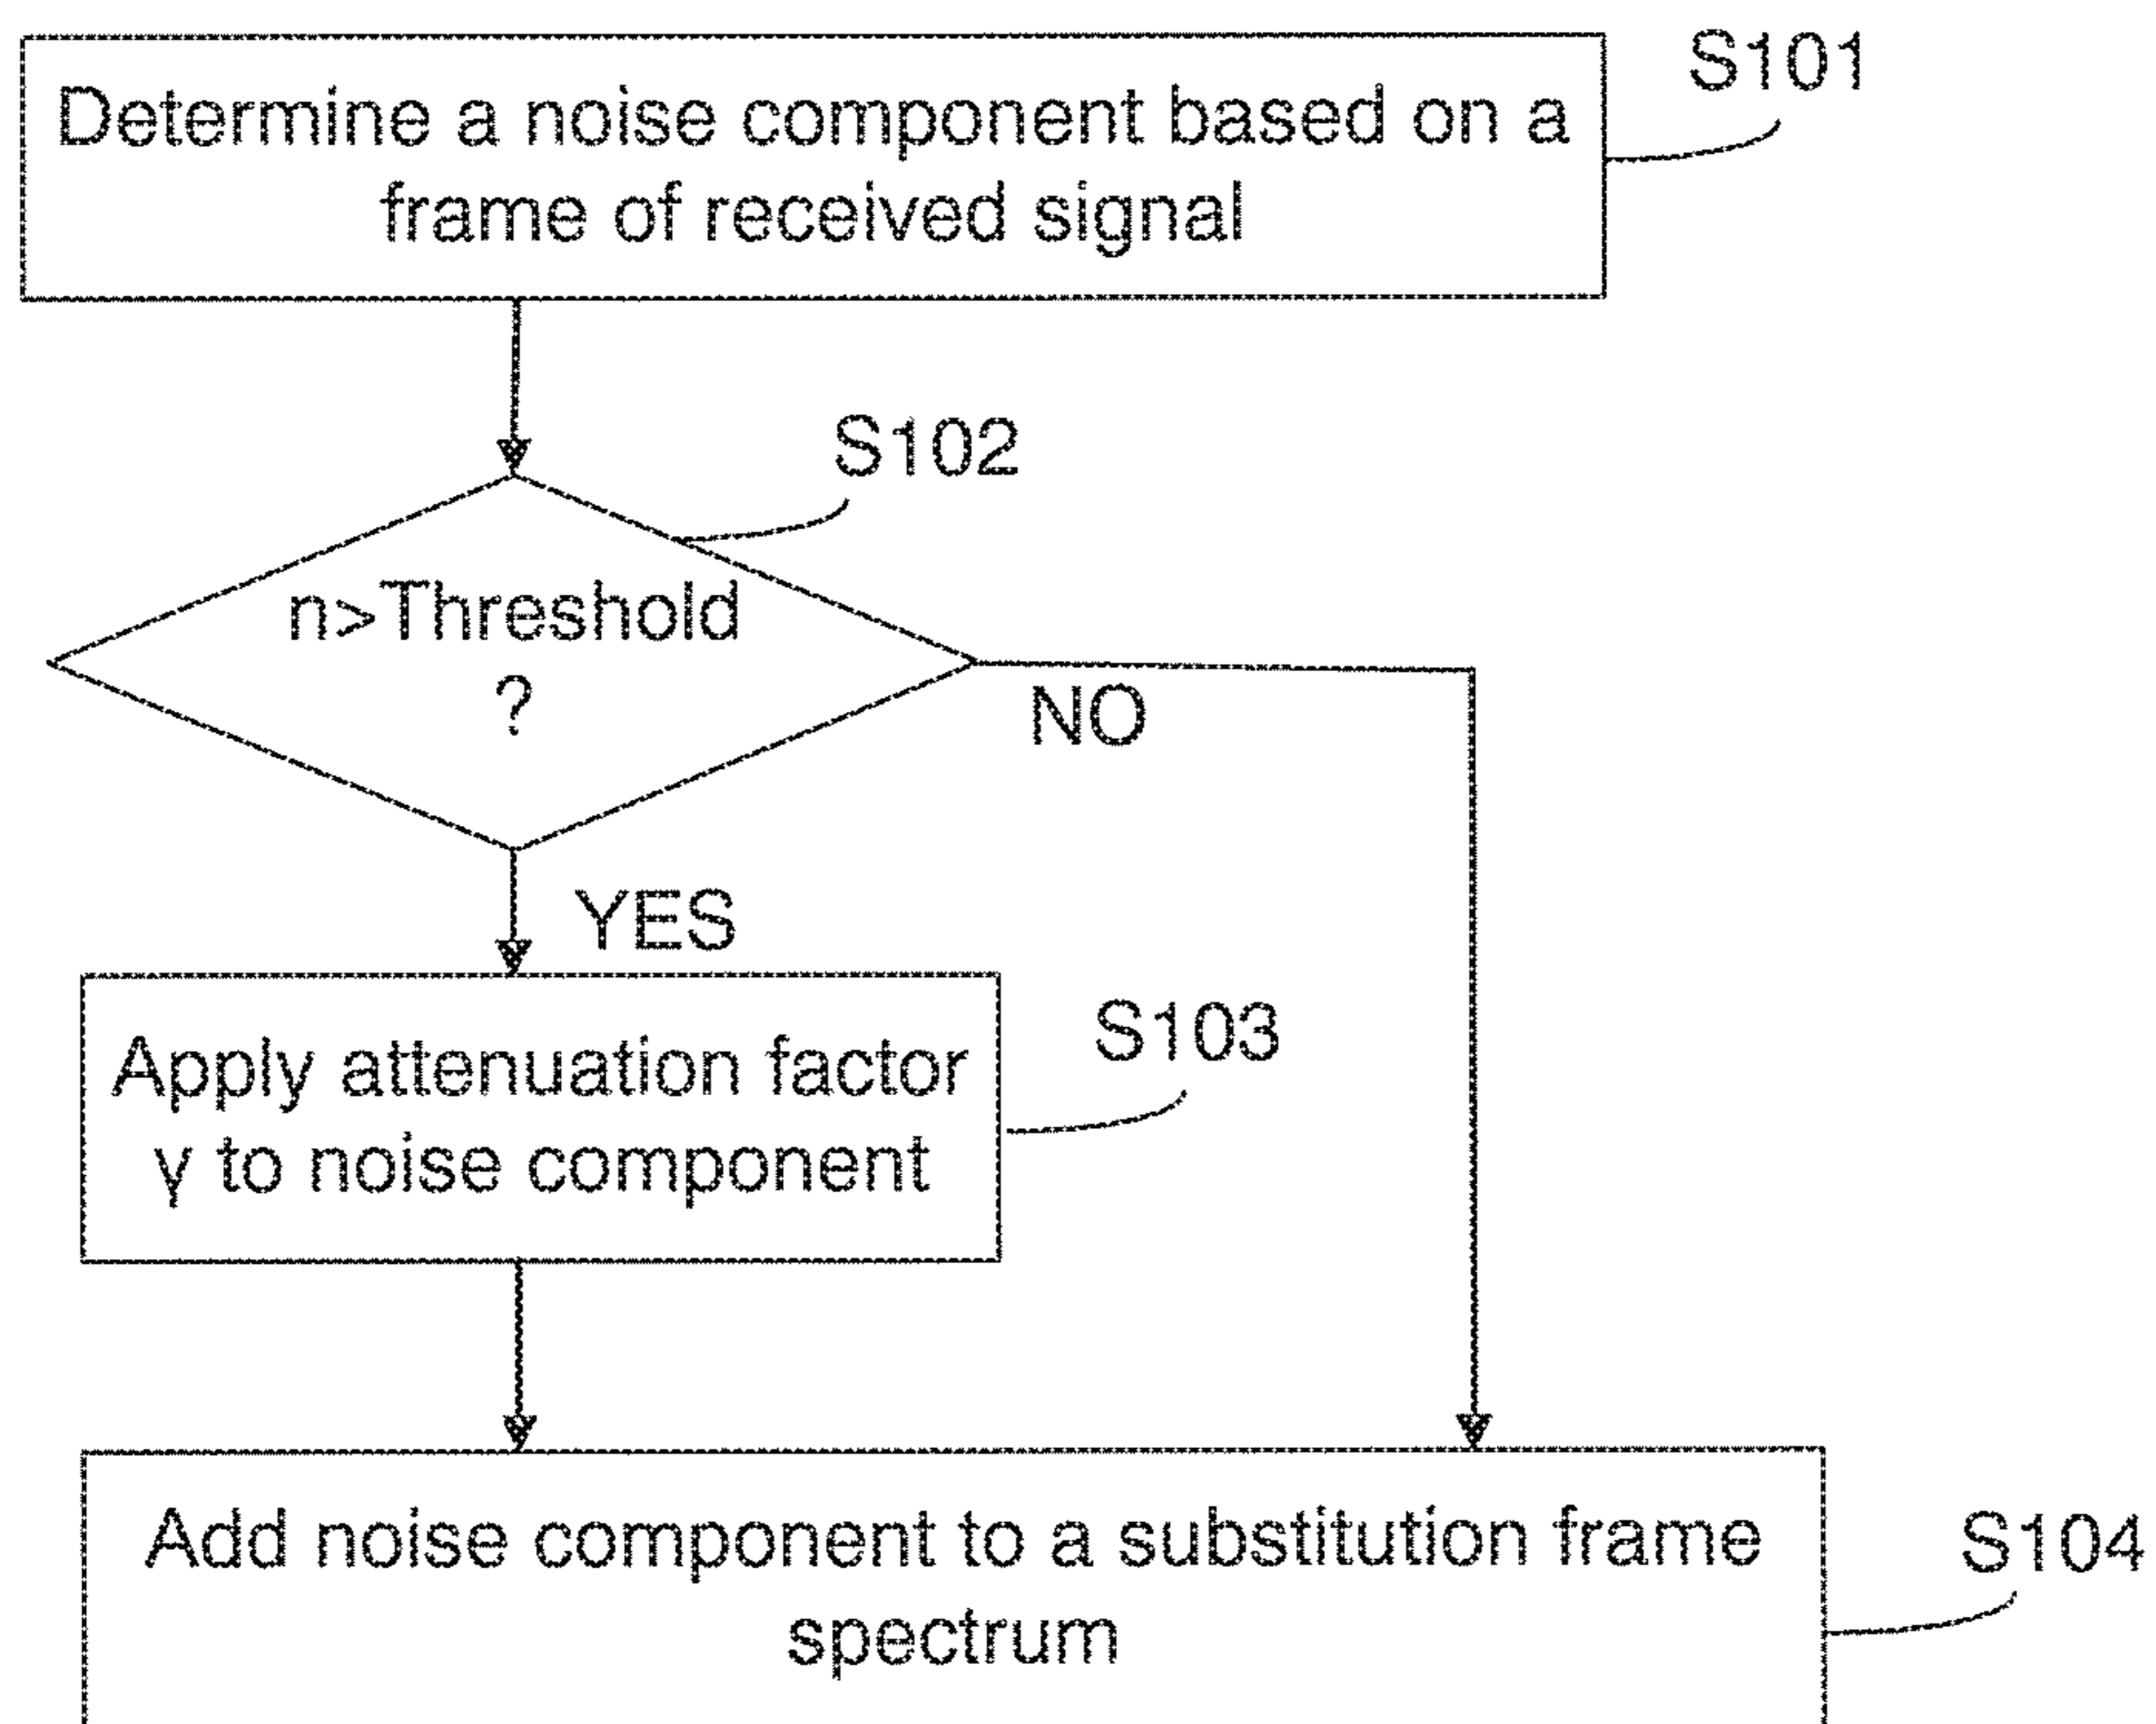 S101
Determine a noise component based on a
frame of received signal
S102
n>Threshold
?
NO
YES
Apply attenuation factor
γ to noise component
S103
Add noise component to a substitution frame
spectrum
S104